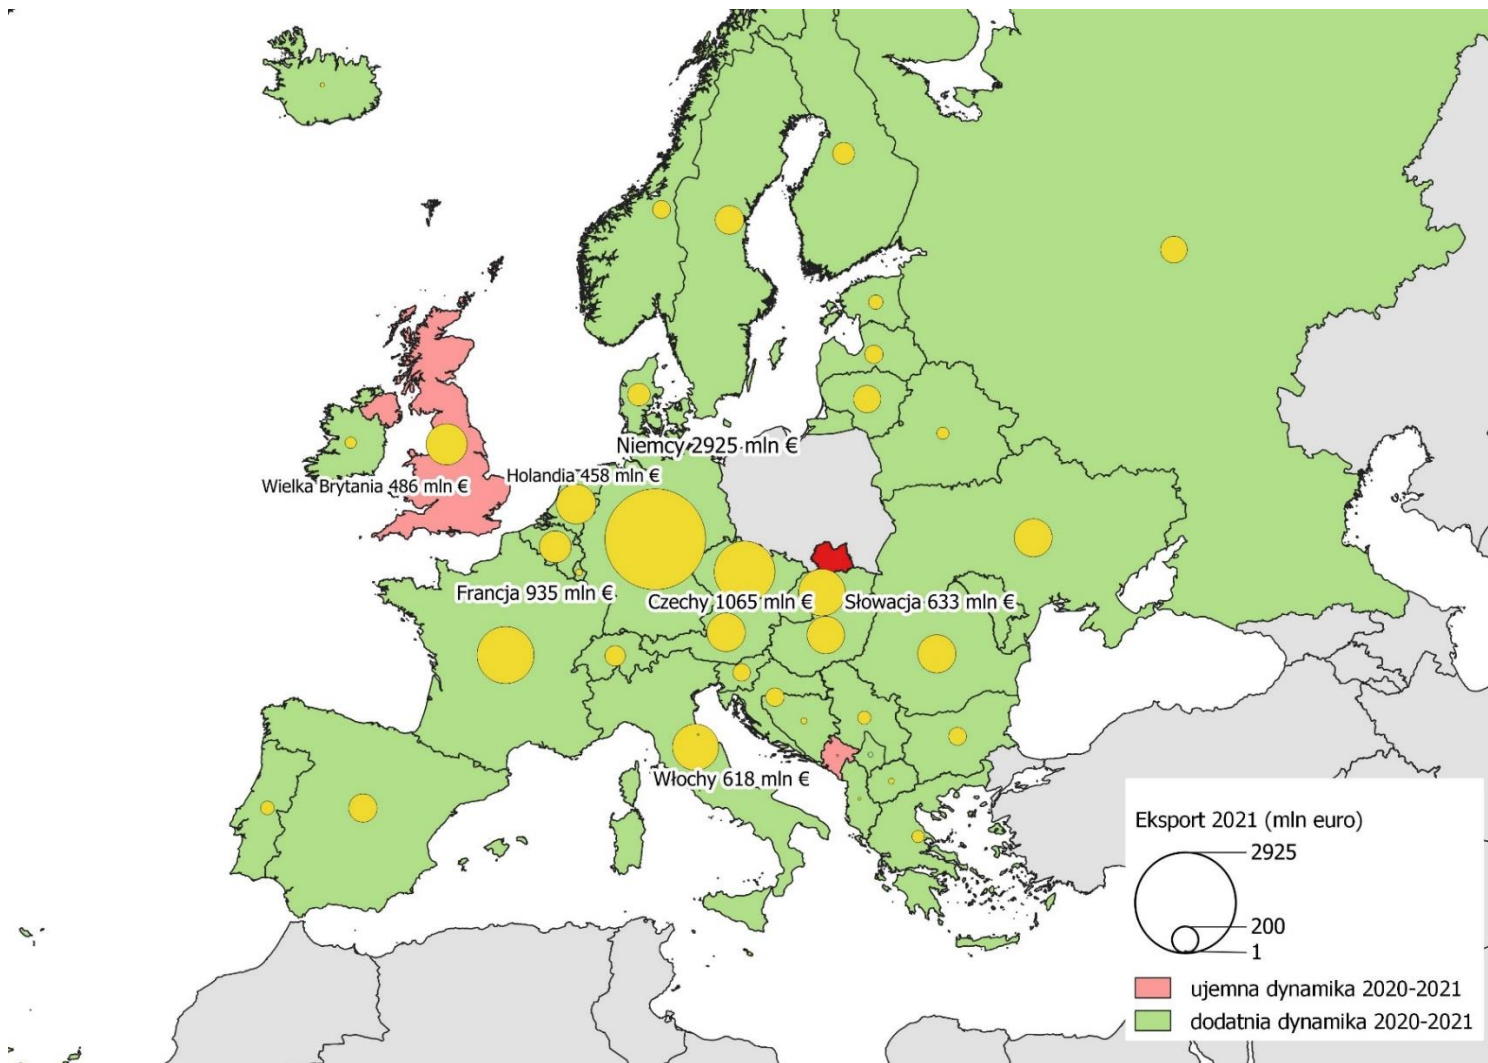 Niemcy 2925 mln €
Holandia 458 mln €
Wielka Brytania 486 mln €
Francja 935 mln €
Czechy 1065 mln €
Słowacja 633 mln €
Włochy 618 mln €
Eksport 2021 (mln euro)
2925
200
1
ujemna dynamika 2020-2021
dodatnia dynamika 2020-2021